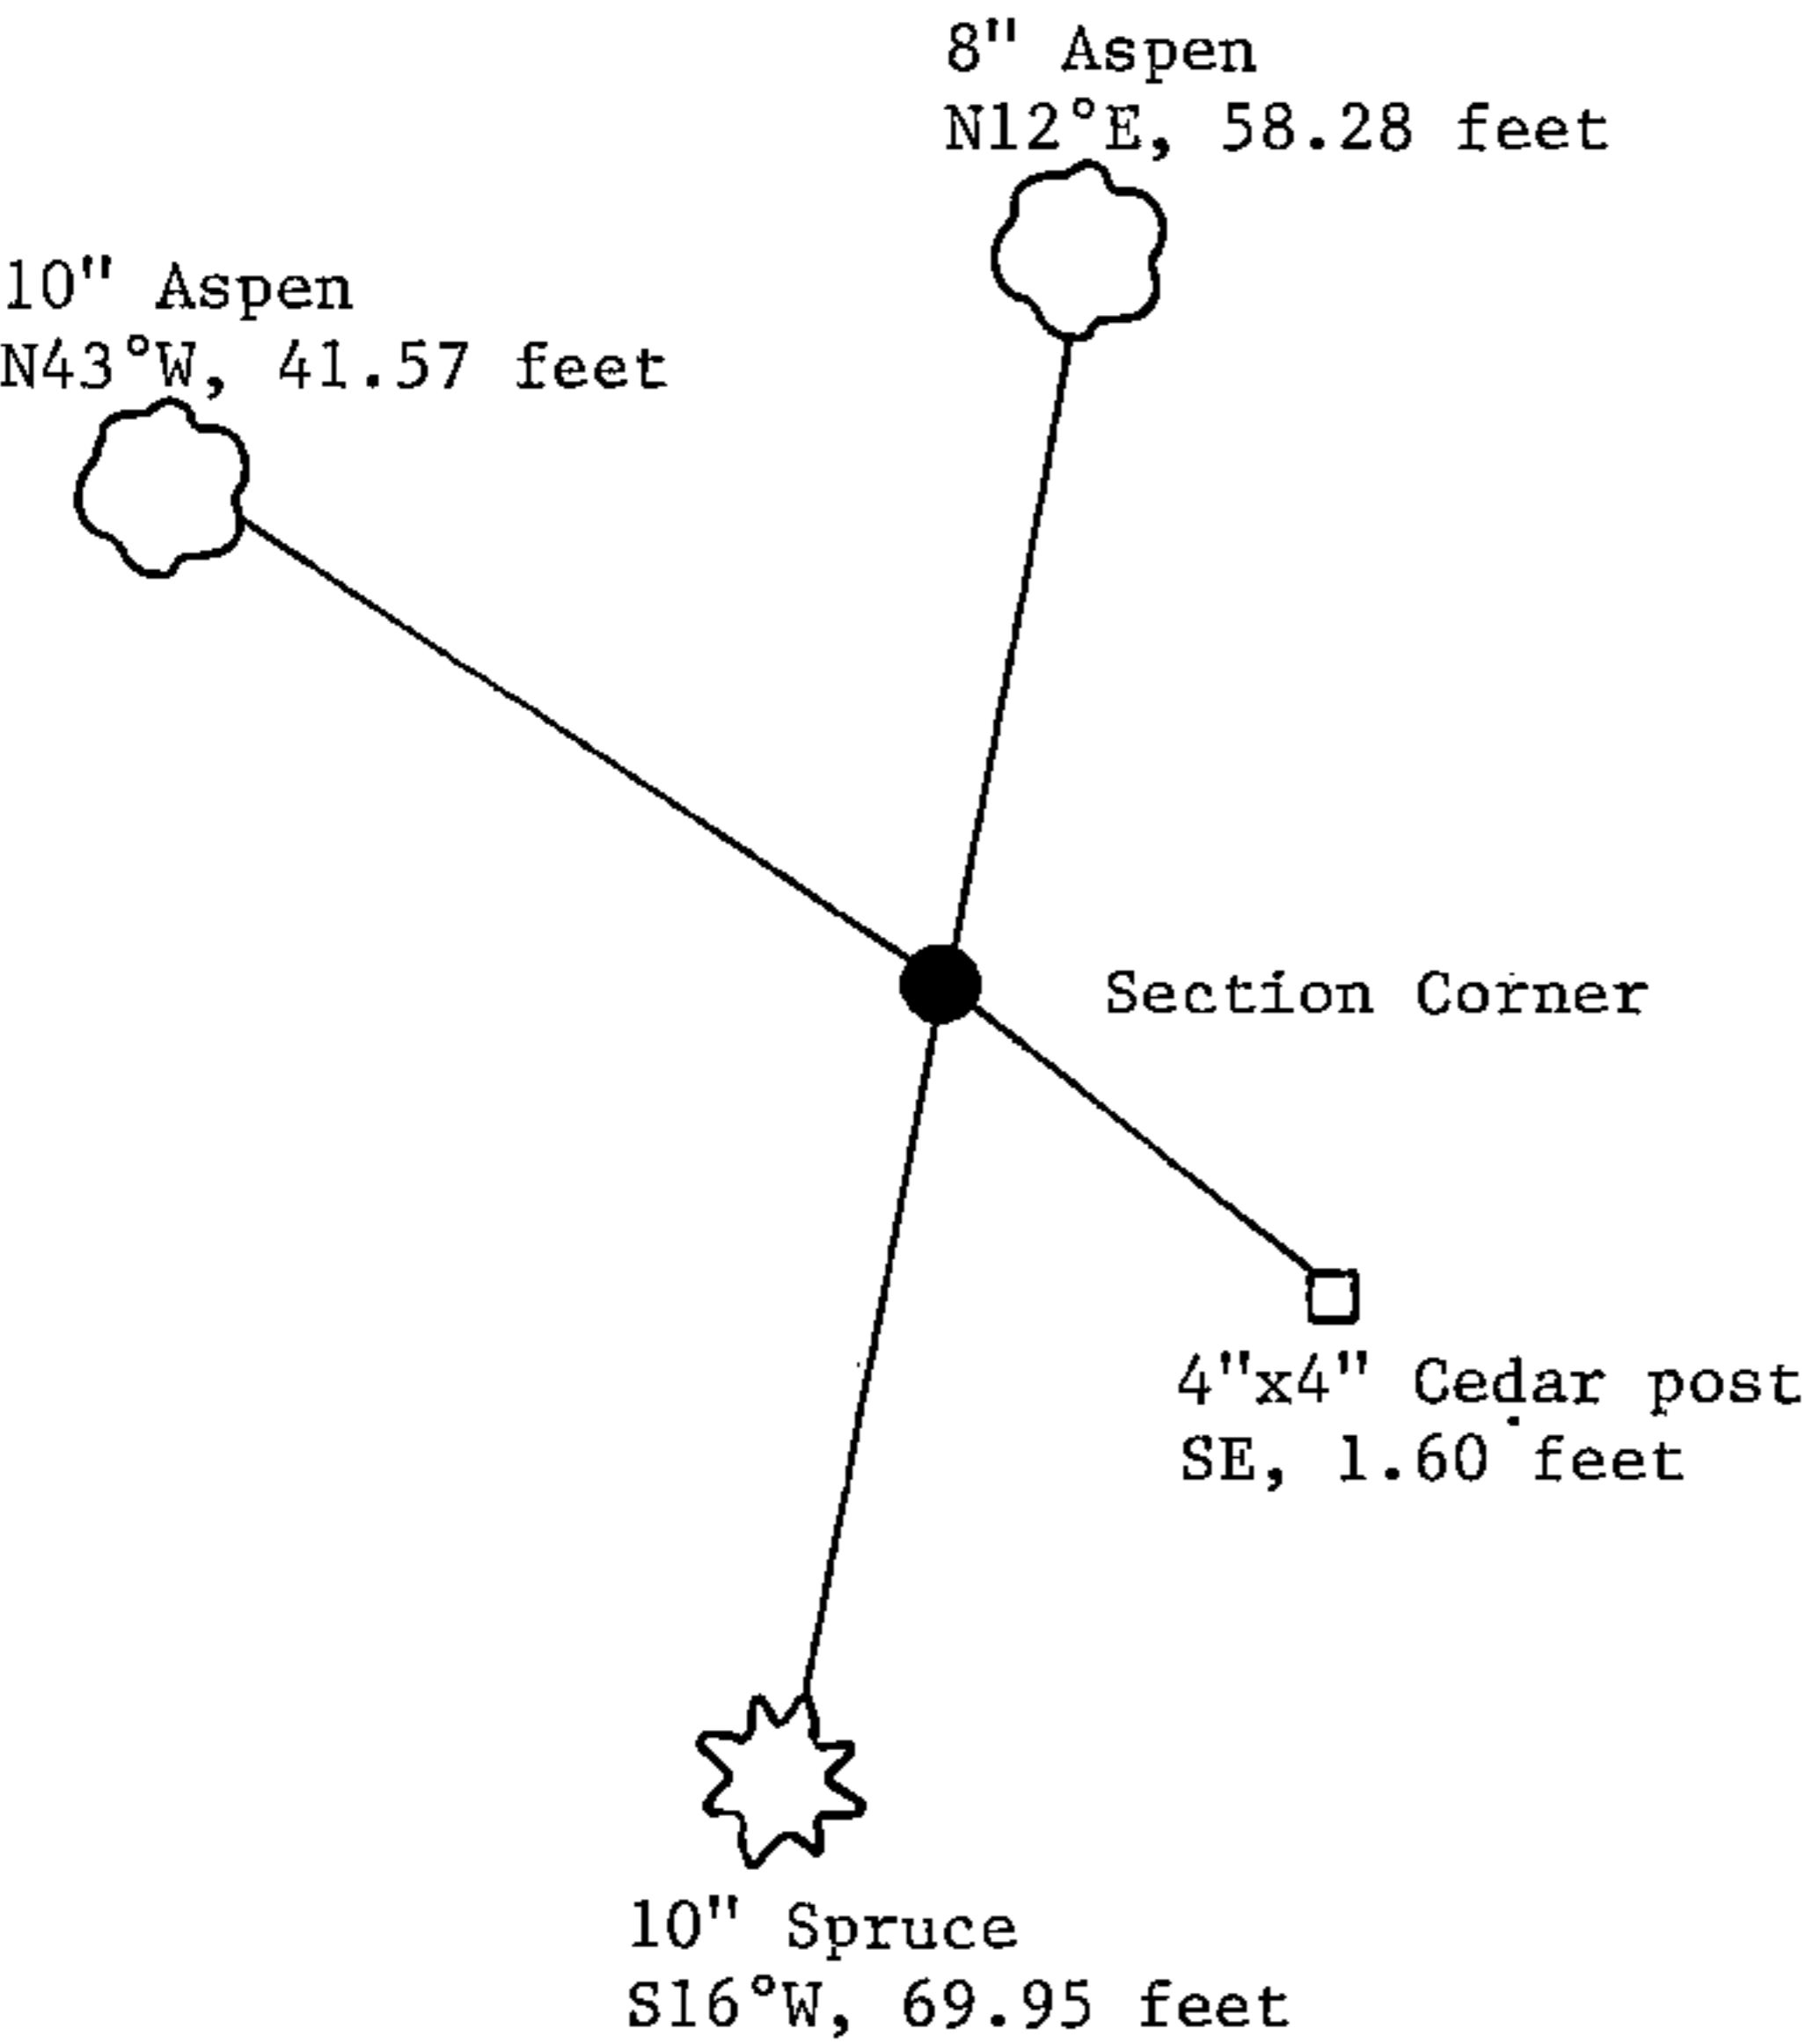 8" Aspen
N12°E, 58.28 feet
10" Aspen
N43°W, 41.57 feet
Section Corner
4"x4" Cedar post
SE, 1.60 feet
10" Spruce
S16°W, 69.95 feet